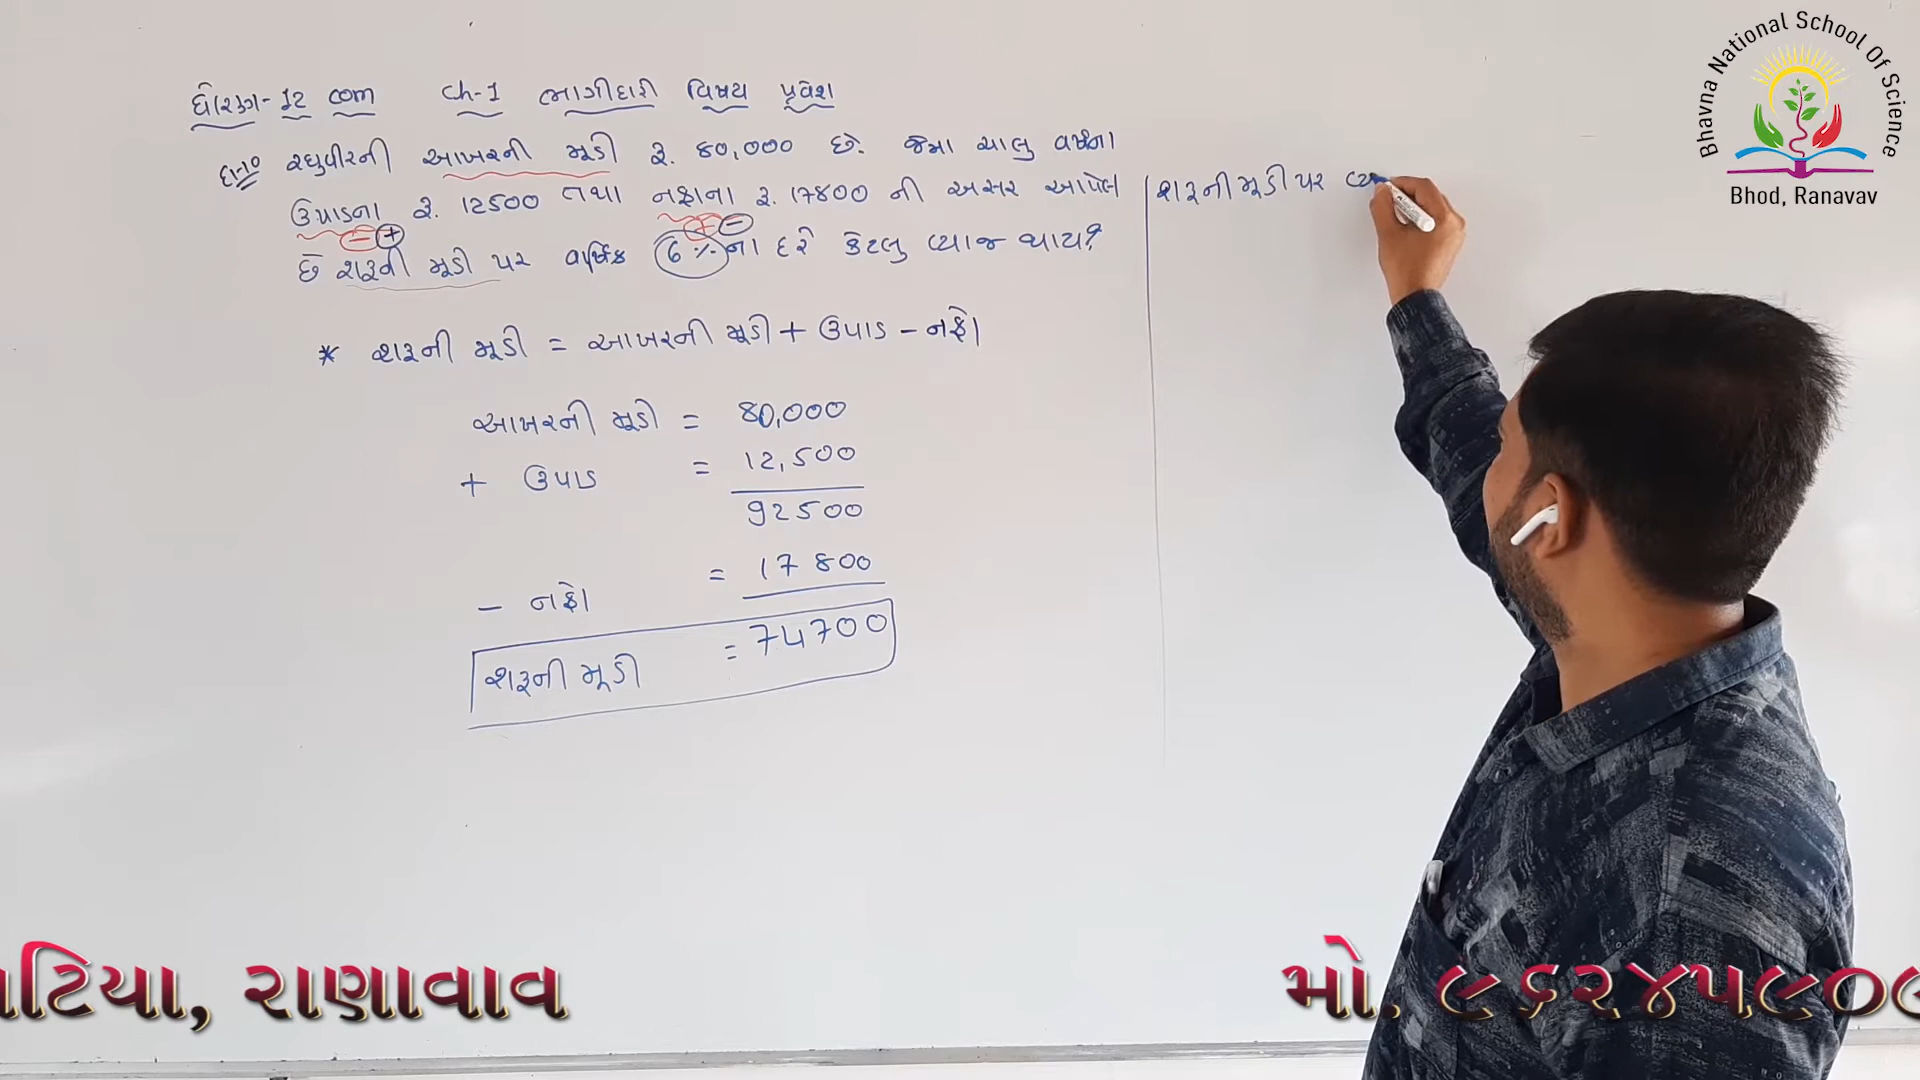 ધોરણ-12 com   Ch-1 ભાગીદારી વિષય પ્રવેશ
દા-10 રઘુવીરની આખરની મૂડી રૂ. 80,000 છે. જેમાં ચાલુ વર્ષના
ઉપાડના રૂ. 12500 તથા નફાના રૂ. 17800 ની અસર આપેલ
− + + −
છે શરૂની મૂડી પર વાર્ષિક 6 % ના દરે કેટલુ વ્યાજ થાય?
* શરૂની મૂડી = આખરની મૂડી + ઉપાડ - નફો
આખરની મૂડી = 80,000
+ ઉપાડ = 12,500
92500
- નફો = 17800
શરૂની મૂડી = 74700
શરૂની મૂડી પર વ્યા
Bhavna National School Of Science
Bhod, Ranavav
ાટિયા, રાણાવાવ
મો. ૯૬૨૪૫૯૦૯